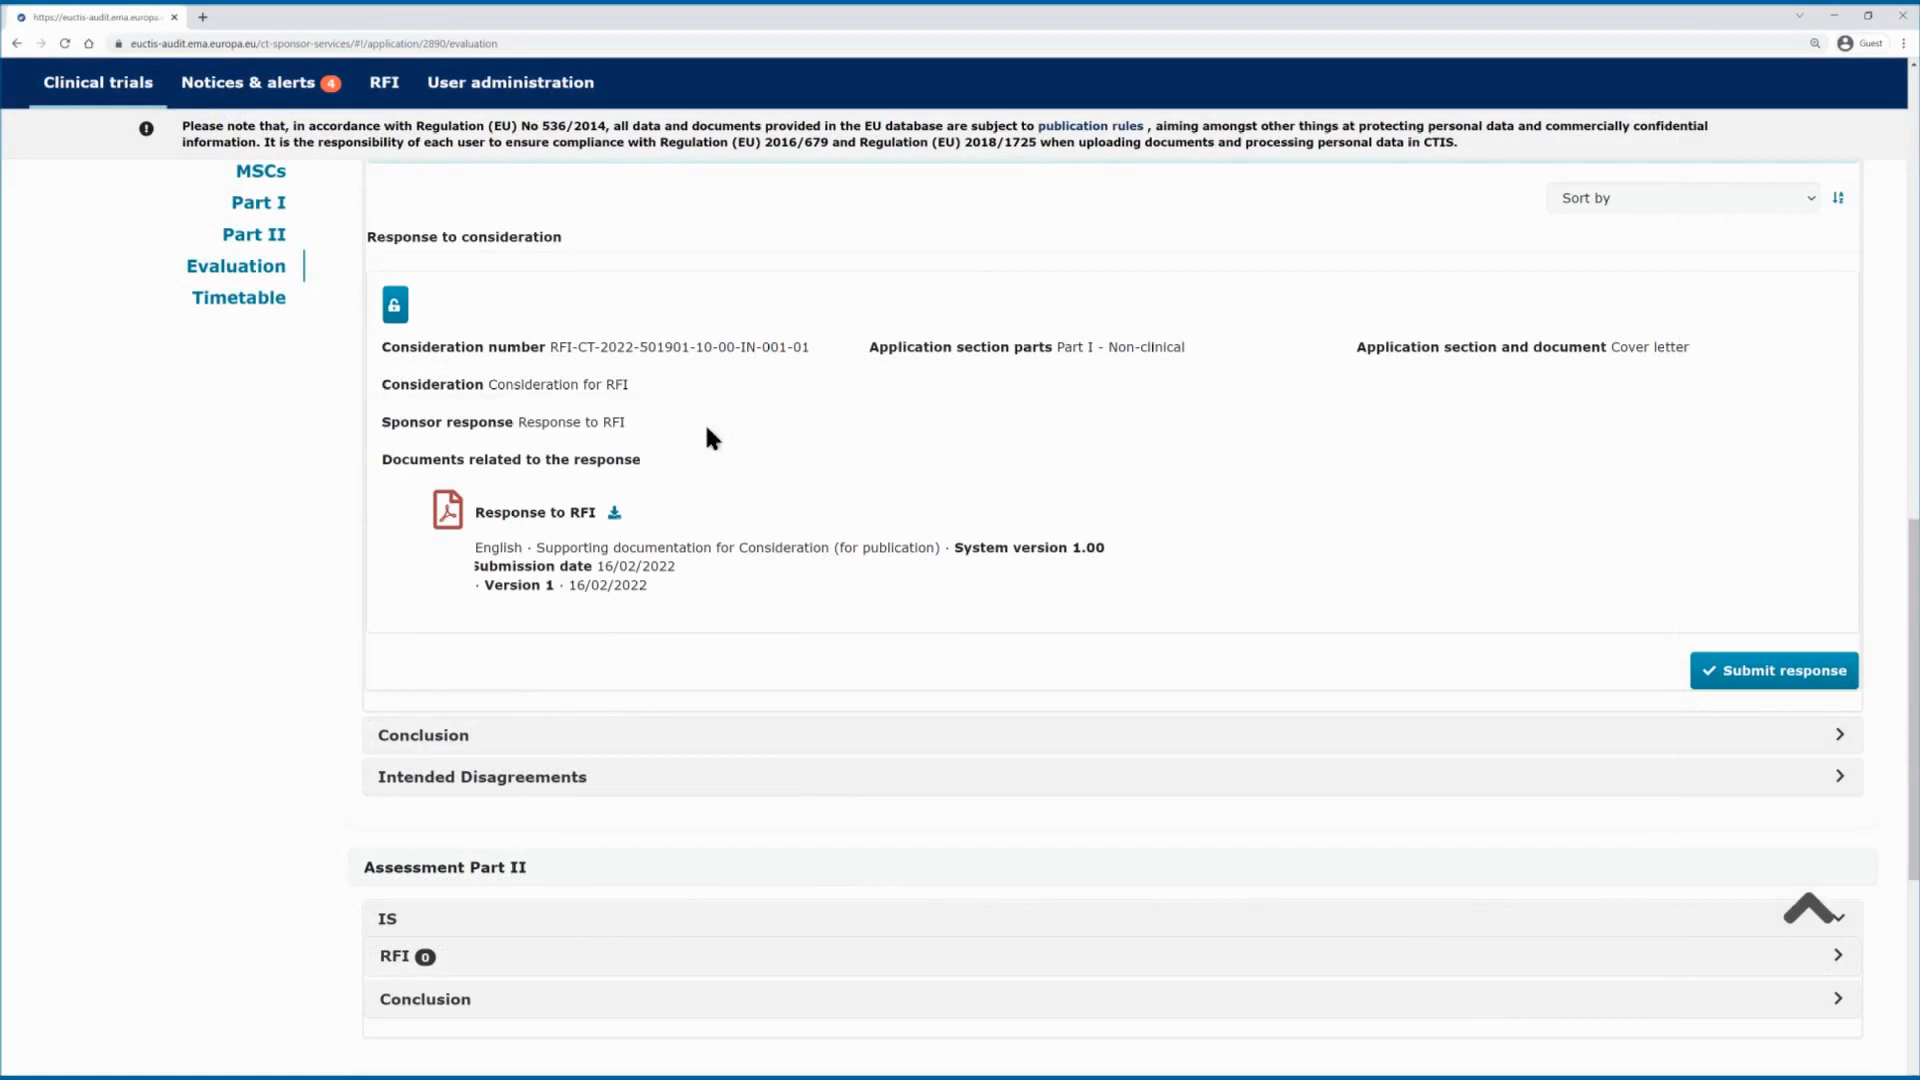 https://euctis-audit.ema.europa.
euctis-audit.ema.europa.eu/ct-sponsor-services/#!/application/2890/evaluation
Guest
Clinical trials
Notices & alerts 4
RFI
User administration
Please note that, in accordance with Regulation (EU) No 536/2014, all data and documents provided in the EU database are subject to publication rules , aiming amongst other things at protecting personal data and commercially confidential
information. It is the responsibility of each user to ensure compliance with Regulation (EU) 2016/679 and Regulation (EU) 2018/1725 when uploading documents and processing personal data in CTIS.
MSCs
Part I
Part II
Evaluation
Timetable
Sort by
Response to consideration
Consideration number RFI-CT-2022-501901-10-00-IN-001-01
Application section parts Part I - Non-clinical
Application section and document Cover letter
Consideration Consideration for RFI
Sponsor response Response to RFI
Documents related to the response
Response to RFI
English · Supporting documentation for Consideration (for publication) · System version 1.00
Submission date 16/02/2022
· Version 1 · 16/02/2022
Submit response
Conclusion
Intended Disagreements
Assessment Part II
IS
RFI 0
Conclusion